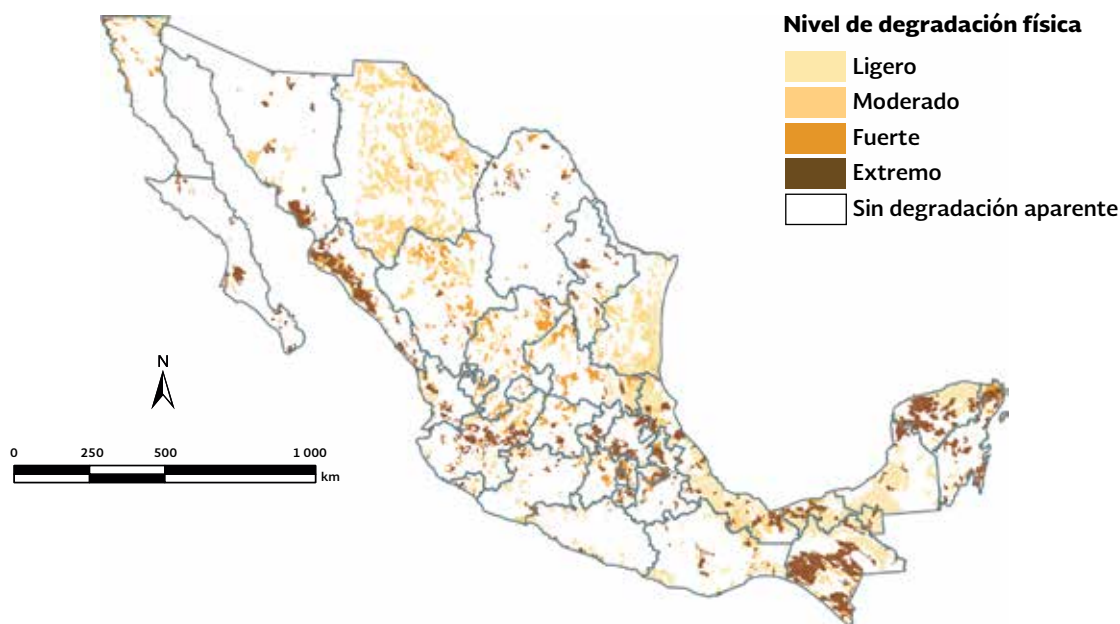 Nivel de degradación física
Ligero
Moderado
Fuerte
Extremo
Sin degradación aparente
N
0 250 500 1 000
km